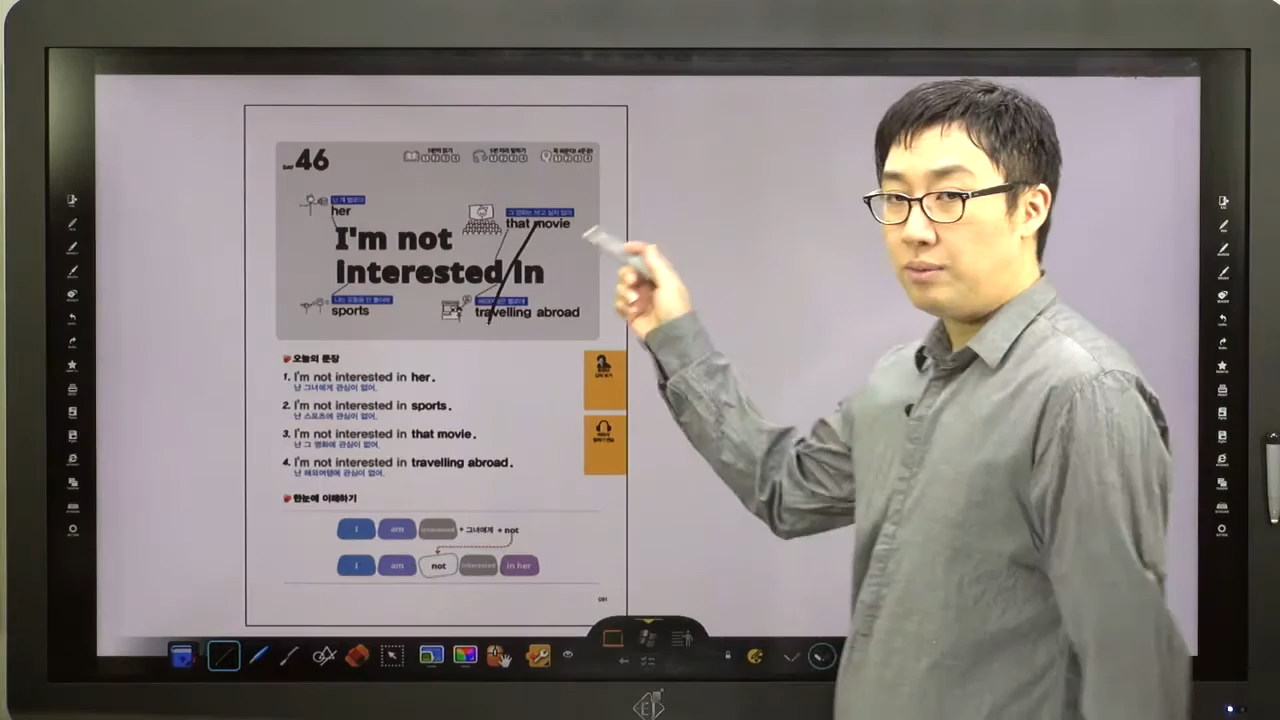 DAY 46
her
I'm not
interested in
that movie
sports
travelling abroad
오늘의 문장
1. I'm not interested in her.
난 그녀에게 관심이 없어.
2. I'm not interested in sports.
난 스포츠에 관심이 없어.
3. I'm not interested in that movie.
난 그 영화에 관심이 없어.
4. I'm not interested in travelling abroad.
난 해외여행에 관심이 없어.
한눈에 이해하기
I am interested + 그녀에게 + not
I am not interested in her
091